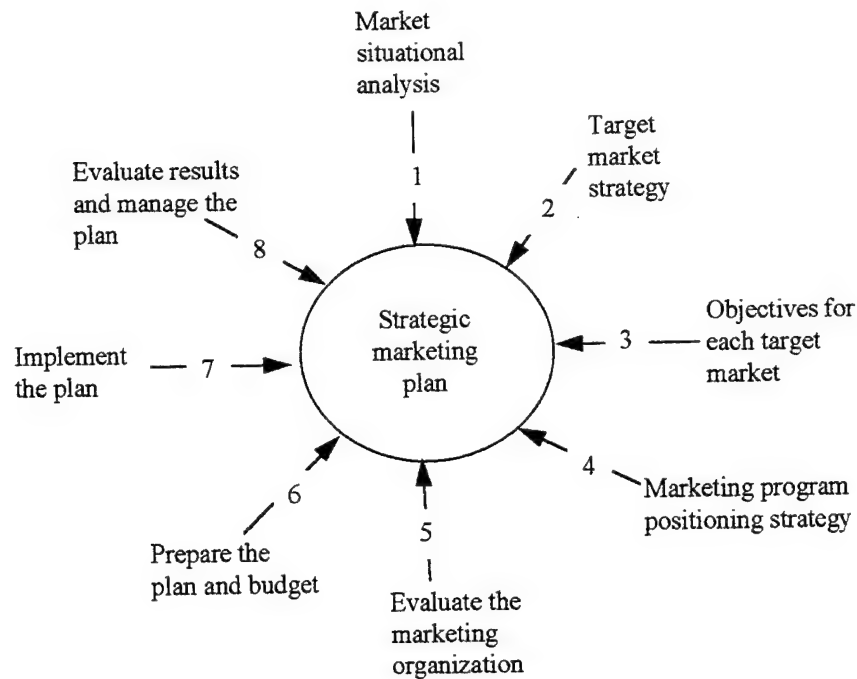 Market
situational
analysis
1
Target
market
strategy
2
Objectives for
each target
market
3
Marketing program
positioning strategy
4
Evaluate the
marketing
organization
5
Prepare the
plan and budget
6
Implement
the plan
7
Evaluate results
and manage the
plan
8
Strategic
marketing
plan